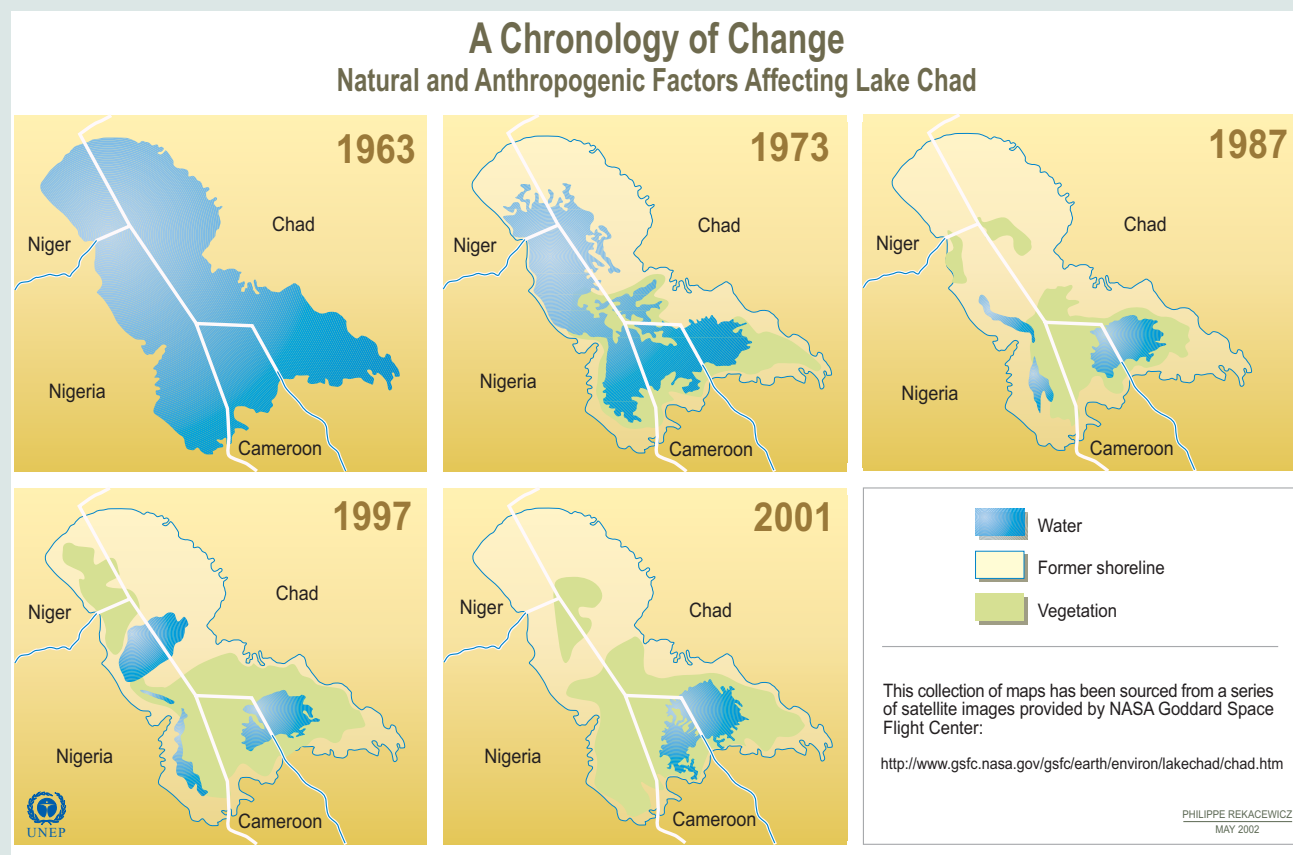 A Chronology of Change
Natural and Anthropogenic Factors Affecting Lake Chad
1963
Niger
Chad
Nigeria
Cameroon
1973
Niger
Chad
Nigeria
Cameroon
1987
Niger
Chad
Nigeria
Cameroon
1997
Niger
Chad
Nigeria
Cameroon
UNEP
2001
Niger
Chad
Nigeria
Cameroon
Water
Former shoreline
Vegetation
This collection of maps has been sourced from a series
of satellite images provided by NASA Goddard Space
Flight Center:
http://www.gsfc.nasa.gov/gsfc/earth/environ/lakechad/chad.htm
PHILIPPE REKACEWICZ
MAY 2002